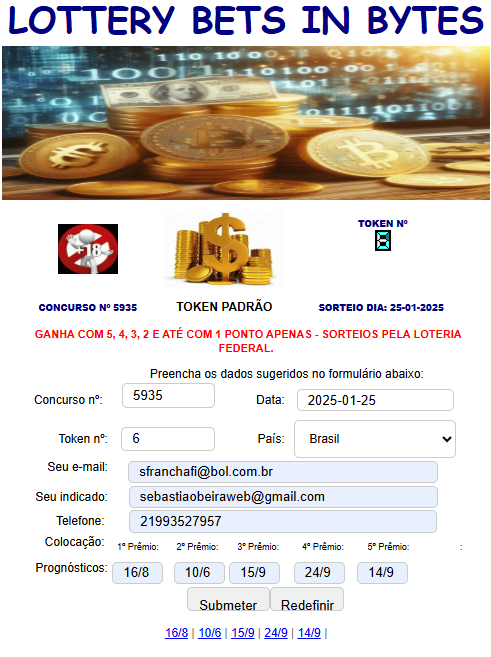 LOTTERY BETS IN BYTES
+18
TOKEN Nº
CONCURSO Nº 5935
TOKEN PADRÃO
SORTEIO DIA: 25-01-2025
GANHA COM 5, 4, 3, 2 E ATÉ COM 1 PONTO APENAS - SORTEIOS PELA LOTERIA
FEDERAL.
Preencha os dados sugeridos no formulário abaixo:
Concurso nº: 5935 Data: 2025-01-25
Token nº: 6 País: Brasil
Seu e-mail: sfranchafi@bol.com.br
Seu indicado: sebastiaobeiraweb@gmail.com
Telefone: 21993527957
Colocação: 1º Prêmio: 2º Prêmio: 3º Prêmio: 4º Prêmio: 5º Prêmio: :
Prognósticos: 16/8 10/6 15/9 24/9 14/9
Submeter Redefinir
16/8 | 10/6 | 15/9 | 24/9 | 14/9 |